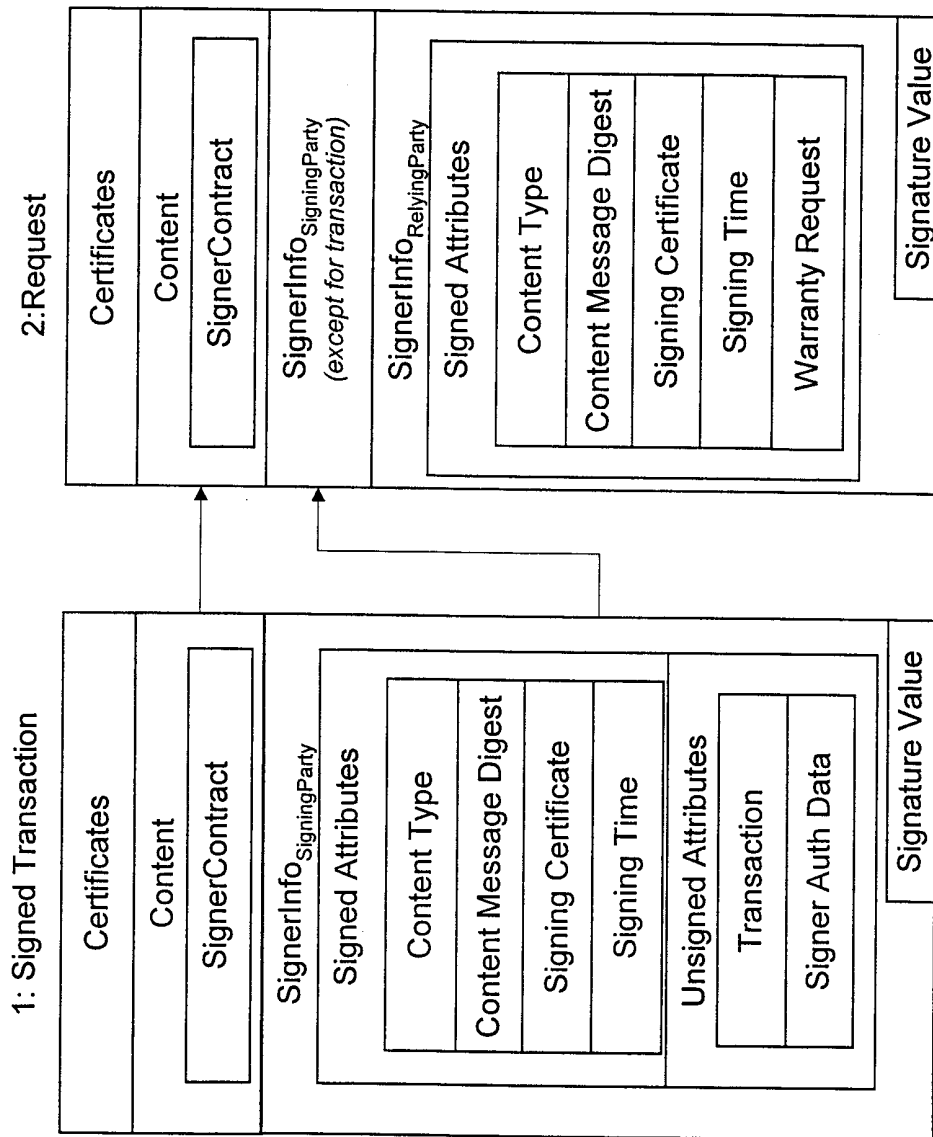 1: Signed Transaction
Certificates
Content
SignerContract
SignerInfoSigningParty
Signed Attributes
Content Type
Content Message Digest
Signing Certificate
Signing Time
Unsigned Attributes
Transaction
Signer Auth Data
Signature Value
2:Request
Certificates
Content
SignerContract
SignerInfoSigningParty
(except for transaction)
SignerInfoRelyingParty
Signed Attributes
Content Type
Content Message Digest
Signing Certificate
Signing Time
Warranty Request
Signature Value